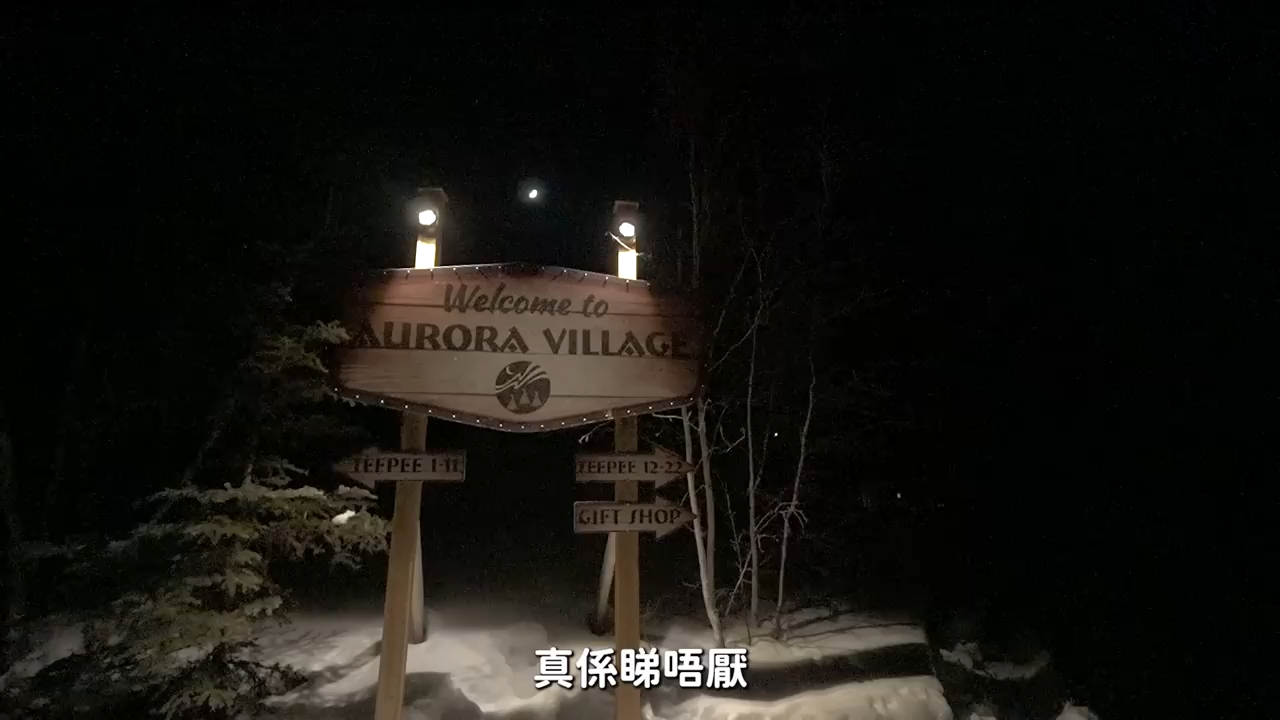 Welcome to
AURORA VILLAGE
TEEPEE 1-11
TEEPEE 12-22
GIFT SHOP
真係睇唔厭